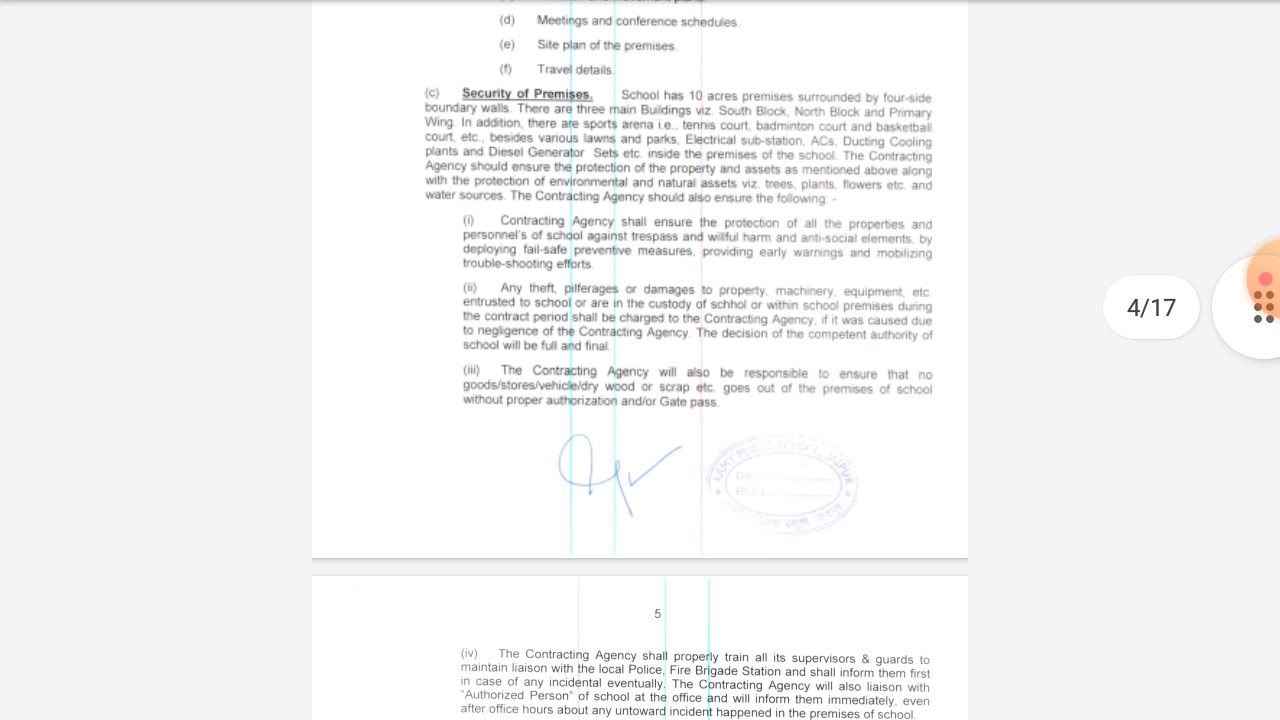 (d) Meetings and conference schedules.
(e) Site plan of the premises.
(f) Travel details.
(c) Security of Premises. School has 10 acres premises surrounded by four-side
boundary walls. There are three main Buildings viz. South Block, North Block and Primary
Wing. In addition, there are sports arena i.e., tennis court, badminton court and basketball
court, etc., besides various lawns and parks, Electrical sub-station, ACs, Ducting Cooling
plants and Diesel Generator Sets etc. inside the premises of the school. The Contracting
Agency should ensure the protection of the property and assets as mentioned above along
with the protection of environmental and natural assets viz. trees, plants, flowers etc. and
water sources. The Contracting Agency should also ensure the following: -
(i) Contracting Agency shall ensure the protection of all the properties and
personnel's of school against trespass and willful harm and anti-social elements, by
deploying fail-safe preventive measures, providing early warnings and mobilizing
trouble-shooting efforts.
(ii) Any theft, pilferages or damages to property, machinery, equipment, etc.
entrusted to school or are in the custody of schhol or within school premises during
the contract period shall be charged to the Contracting Agency, if it was caused due
to negligence of the Contracting Agency. The decision of the competent authority of
school will be full and final.
(iii) The Contracting Agency will also be responsible to ensure that no
goods/stores/vehicle/dry wood or scrap etc. goes out of the premises of school
without proper authorization and/or Gate pass.
ARMY PUBLIC SCHOOL, JAIPUR
4/17
5
(iv) The Contracting Agency shall properly train all its supervisors & guards to
maintain liaison with the local Police, Fire Brigade Station and shall inform them first
in case of any incidental eventually. The Contracting Agency will also liaison with
"Authorized Person" of school at the office and will inform them immediately, even
after office hours about any untoward incident happened in the premises of school.